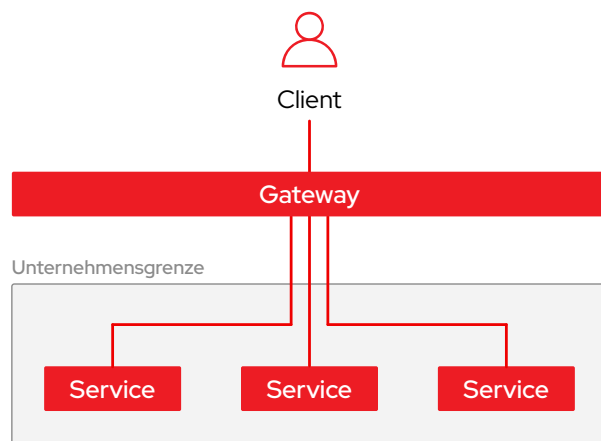 Client
Gateway
Unternehmensgrenze
Service
Service
Service